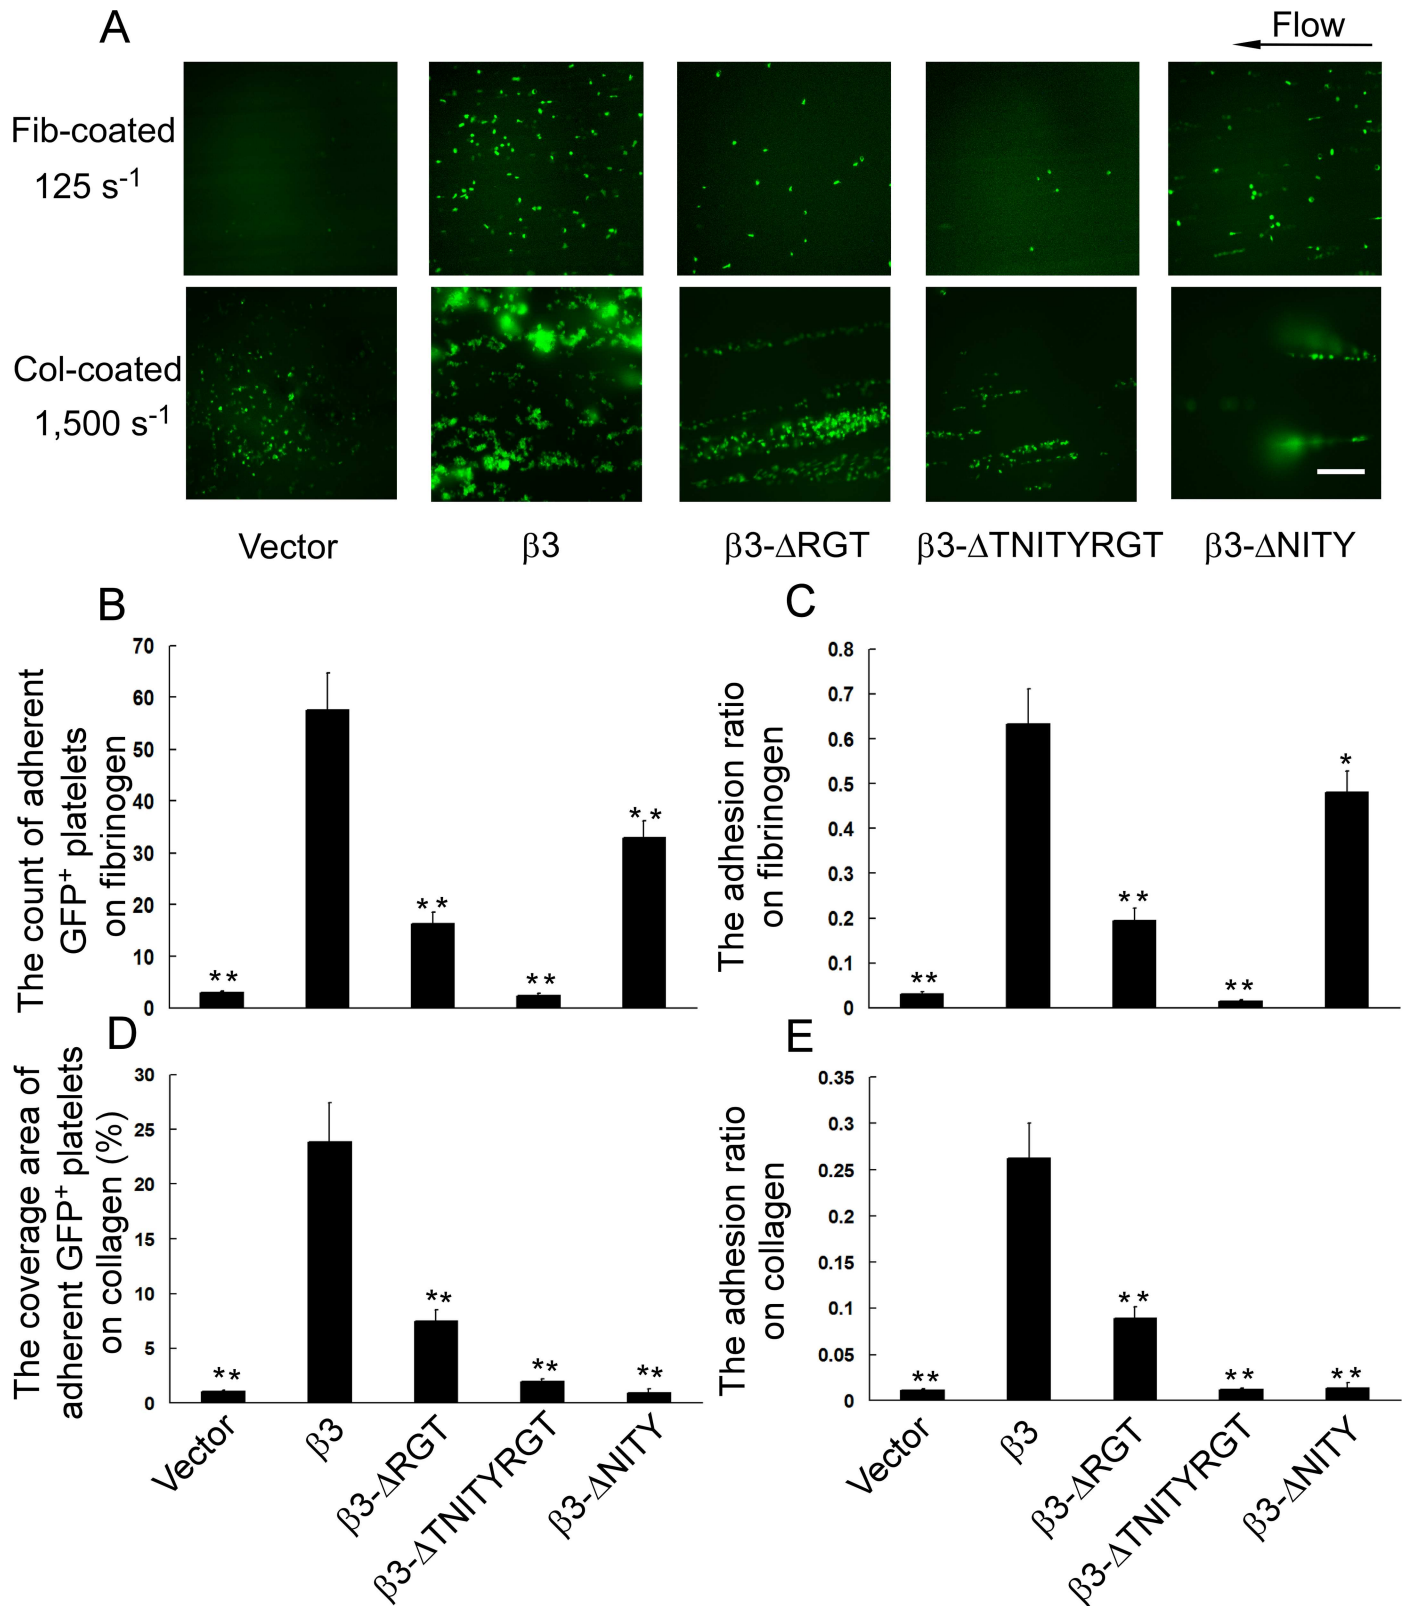 A
Flow
Fib-coated
125 s⁻¹
Col-coated
1,500 s⁻¹
Vector
β3
β3-ΔRGT
β3-ΔTNITYRGT
β3-ΔNITY
B
The count of adherent
GFP⁺ platelets
on fibrinogen
70
60
50
40
30
20
10
0
**
**
**
**
C
The adhesion ratio
on fibrinogen
0.8
0.7
0.6
0.5
0.4
0.3
0.2
0.1
0
**
**
**
*
D
The coverage area of
adherent GFP⁺ platelets
on collagen (%)
30
25
20
15
10
5
0
**
**
**
**
Vector
β3
β3-ΔRGT
β3-ΔTNITYRGT
β3-ΔNITY
E
The adhesion ratio
on collagen
0.35
0.3
0.25
0.2
0.15
0.1
0.05
0
**
**
**
**
Vector
β3
β3-ΔRGT
β3-ΔTNITYRGT
β3-ΔNITY